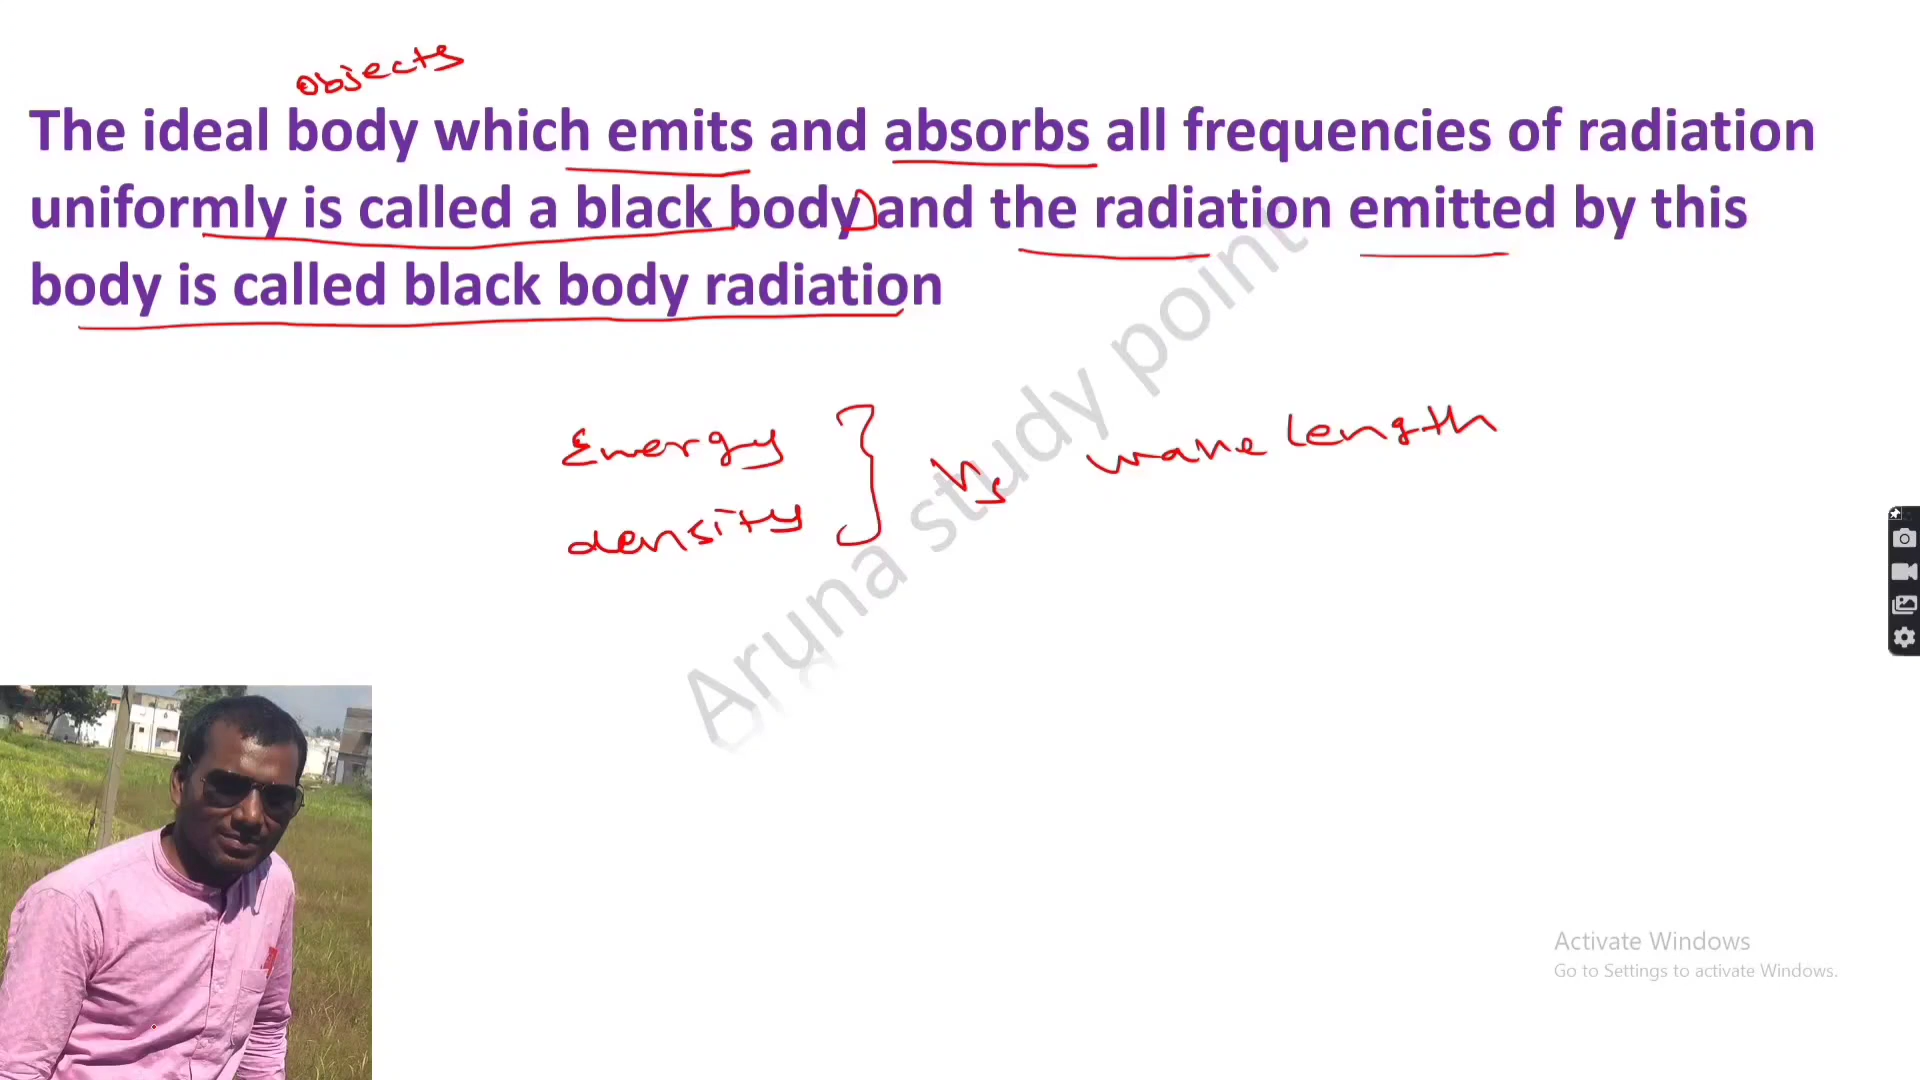 objects
The ideal body which emits and absorbs all frequencies of radiation
uniformly is called a black body and the radiation emitted by this
body is called black body radiation
Energy
density
Vs wave length
Aruna study point
Activate Windows
Go to Settings to activate Windows.